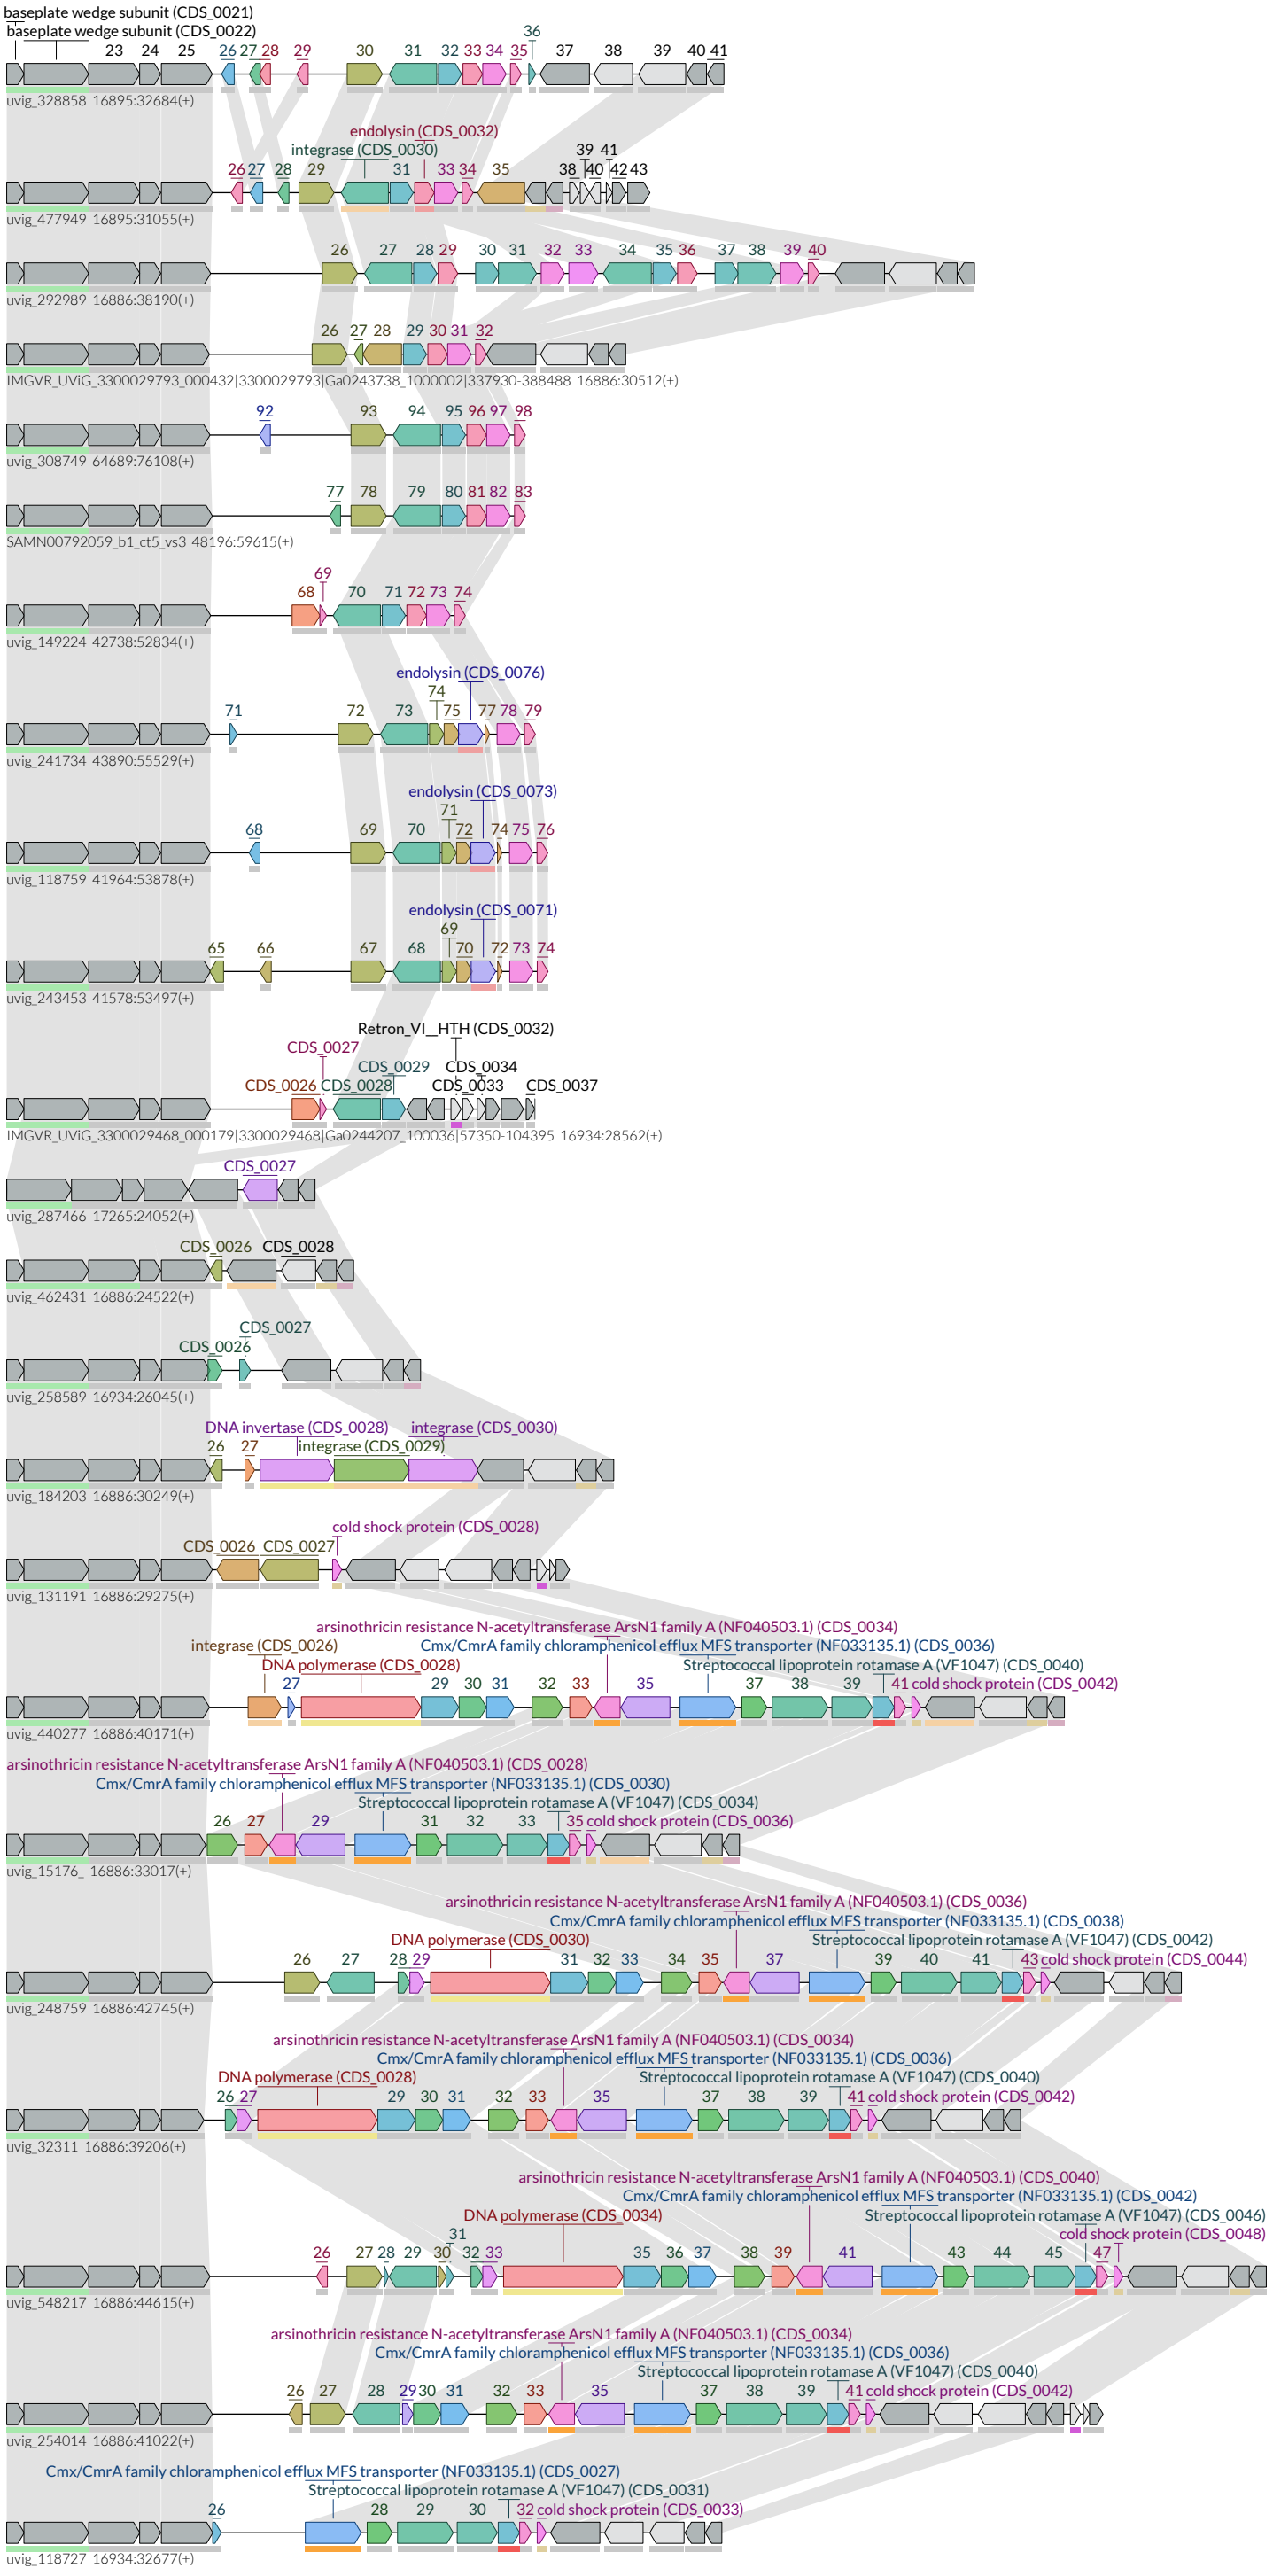 baseplate wedge subunit (CDS_0021)
baseplate wedge subunit (CDS_0022)
36
23 24 25 26 27 28 29 30 31 32 33 34 35 37 38 39 40 41
uvig_328858 16895:32684(+)
endolysin (CDS_0032)
integrase (CDS_0030) 39 41
26 27 28 29 31 33 34 35 38 40 42 43
uvig_477949 16895:31055(+)
26 27 28 29 30 31 32 33 34 35 36 37 38 39 40
uvig_292989 16886:38190(+)
26 27 28 29 30 31 32
IMGVR_UViG_3300029793_000432|3300029793|Ga0243738_1000002|337930-388488 16886:30512(+)
92 93 94 95 96 97 98
uvig_308749 64689:76108(+)
77 78 79 80 81 82 83
SAMN00792059_b1_ct5_vs3 48196:59615(+)
69
68 70 71 72 73 74
uvig_149224 42738:52834(+)
endolysin (CDS_0076)
74
71 72 73 75 77 78 79
uvig_241734 43890:55529(+)
endolysin (CDS_0073)
71
68 69 70 72 74 75 76
uvig_118759 41964:53878(+)
endolysin (CDS_0071)
69
65 66 67 68 70 72 73 74
uvig_243453 41578:53497(+)
Retron_VI__HTH (CDS_0032)
CDS_0027
CDS_0029 CDS_0034
CDS_0026 CDS_0028 CDS_0033 CDS_0037
IMGVR_UViG_3300029468_000179|3300029468|Ga0244207_100036|57350-104395 16934:28562(+)
CDS_0027
uvig_287466 17265:24052(+)
CDS_0026 CDS_0028
uvig_462431 16886:24522(+)
CDS_0027
CDS_0026
uvig_258589 16934:26045(+)
DNA invertase (CDS_0028) integrase (CDS_0030)
26 27 integrase (CDS_0029)
uvig_184203 16886:30249(+)
cold shock protein (CDS_0028)
CDS_0026 CDS_0027
uvig_131191 16886:29275(+)
arsinothricin resistance N-acetyltransferase ArsN1 family A (NF040503.1) (CDS_0034)
integrase (CDS_0026) Cmx/CmrA family chloramphenicol efflux MFS transporter (NF033135.1) (CDS_0036)
DNA polymerase (CDS_0028) Streptococcal lipoprotein rotamase A (VF1047) (CDS_0040)
27 29 30 31 32 33 35 37 38 39 41 cold shock protein (CDS_0042)
uvig_440277 16886:40171(+)
arsinothricin resistance N-acetyltransferase ArsN1 family A (NF040503.1) (CDS_0028)
Cmx/CmrA family chloramphenicol efflux MFS transporter (NF033135.1) (CDS_0030)
Streptococcal lipoprotein rotamase A (VF1047) (CDS_0034)
26 27 29 31 32 33 35 cold shock protein (CDS_0036)
uvig_15176_ 16886:33017(+)
arsinothricin resistance N-acetyltransferase ArsN1 family A (NF040503.1) (CDS_0036)
Cmx/CmrA family chloramphenicol efflux MFS transporter (NF033135.1) (CDS_0038)
DNA polymerase (CDS_0030) Streptococcal lipoprotein rotamase A (VF1047) (CDS_0042)
26 27 28 29 31 32 33 34 35 37 39 40 41 43 cold shock protein (CDS_0044)
uvig_248759 16886:42745(+)
arsinothricin resistance N-acetyltransferase ArsN1 family A (NF040503.1) (CDS_0034)
Cmx/CmrA family chloramphenicol efflux MFS transporter (NF033135.1) (CDS_0036)
DNA polymerase (CDS_0028) Streptococcal lipoprotein rotamase A (VF1047) (CDS_0040)
26 27 29 30 31 32 33 35 37 38 39 41 cold shock protein (CDS_0042)
uvig_32311 16886:39206(+)
arsinothricin resistance N-acetyltransferase ArsN1 family A (NF040503.1) (CDS_0040)
Cmx/CmrA family chloramphenicol efflux MFS transporter (NF033135.1) (CDS_0042)
DNA polymerase (CDS_0034) Streptococcal lipoprotein rotamase A (VF1047) (CDS_0046)
31 cold shock protein (CDS_0048)
26 27 28 29 30 32 33 35 36 37 38 39 41 43 44 45 47
uvig_548217 16886:44615(+)
arsinothricin resistance N-acetyltransferase ArsN1 family A (NF040503.1) (CDS_0034)
Cmx/CmrA family chloramphenicol efflux MFS transporter (NF033135.1) (CDS_0036)
Streptococcal lipoprotein rotamase A (VF1047) (CDS_0040)
26 27 28 29 30 31 32 33 35 37 38 39 41 cold shock protein (CDS_0042)
uvig_254014 16886:41022(+)
Cmx/CmrA family chloramphenicol efflux MFS transporter (NF033135.1) (CDS_0027)
Streptococcal lipoprotein rotamase A (VF1047) (CDS_0031)
26 28 29 30 32 cold shock protein (CDS_0033)
uvig_118727 16934:32677(+)